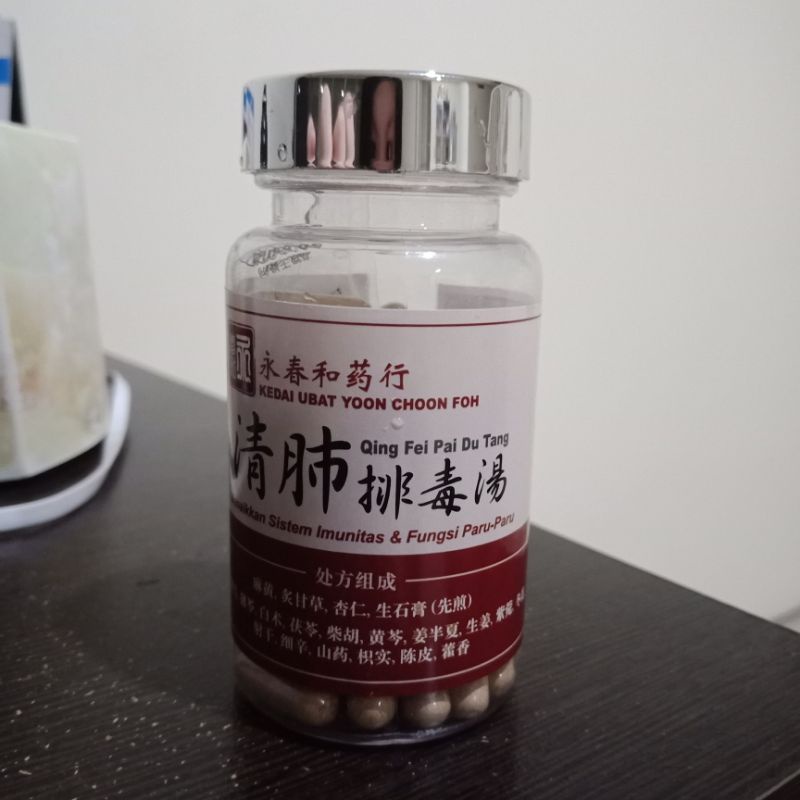 永春和药行
KEDAI UBAT YOON CHOON FOH
清肺排毒湯
Qing Fei Pai Du Tang
Sistem Imunitas & Fungsi Paru-Paru
处方组成
炙甘草, 杏仁, 生石膏 (先煎)
白术, 茯苓, 柴胡, 黄芩, 姜半夏, 生姜, 紫菀,
射干, 细辛, 山药, 枳实, 陈皮, 藿香